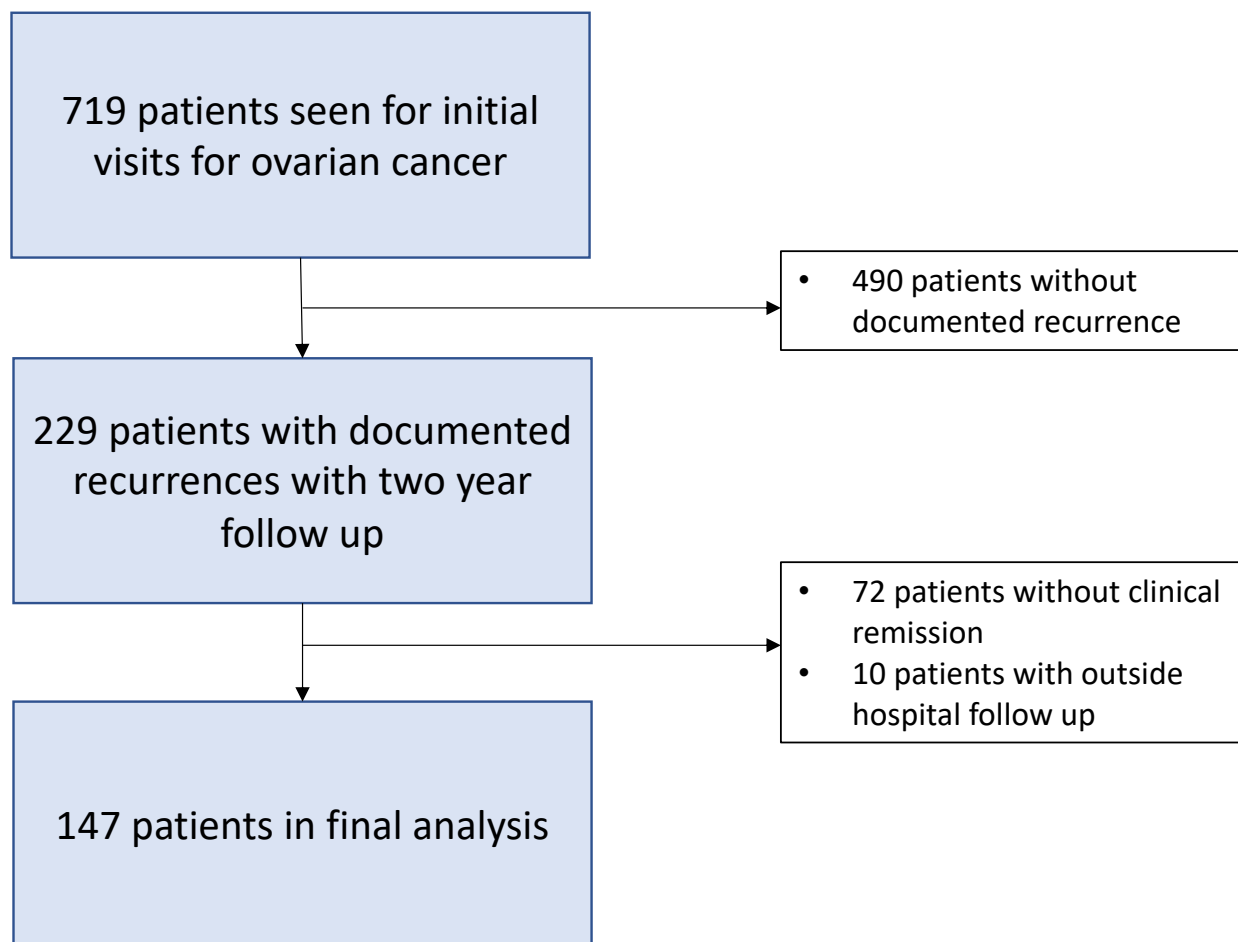 719 patients seen for initial
visits for ovarian cancer
• 490 patients without
documented recurrence
229 patients with documented
recurrences with two year
follow up
• 72 patients without clinical
remission
• 10 patients with outside
hospital follow up
147 patients in final analysis